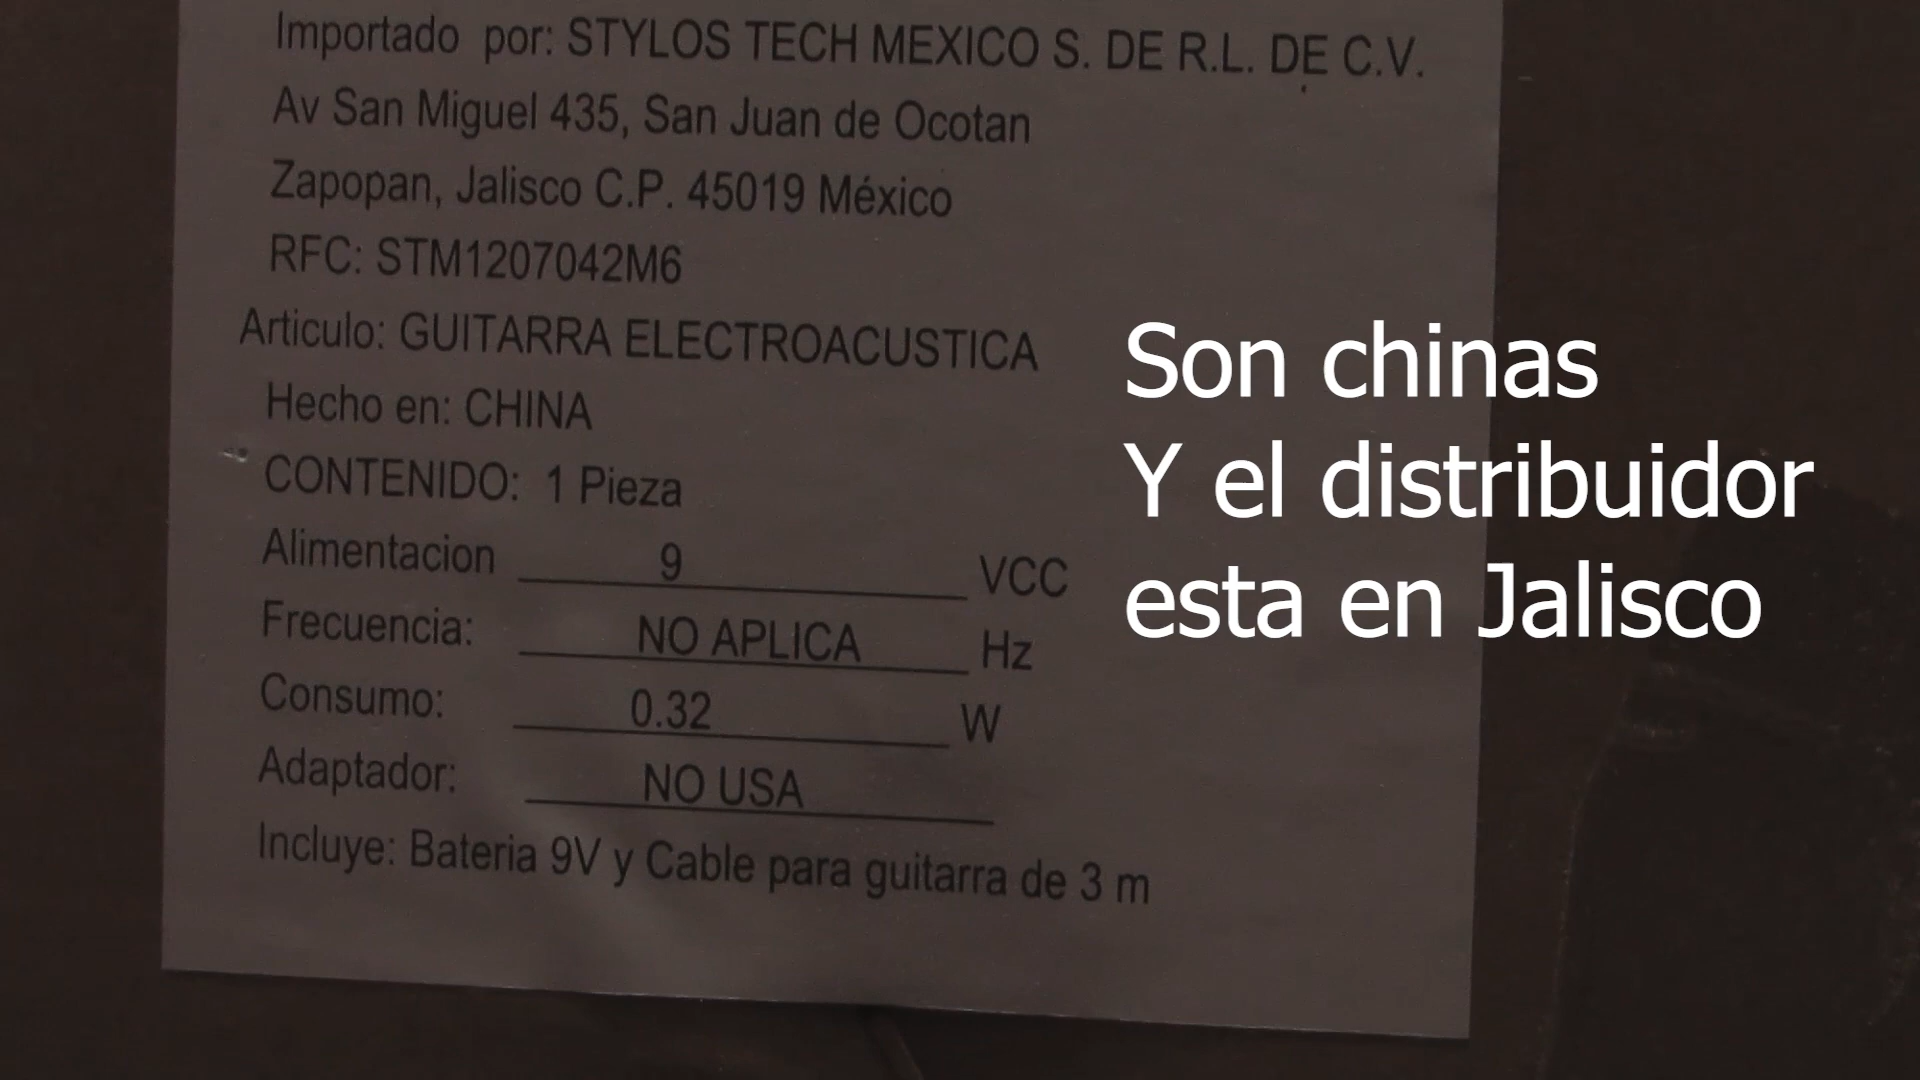 Importado por: STYLOS TECH MEXICO S. DE R.L. DE C.V.
Av San Miguel 435, San Juan de Ocotan
Zapopan, Jalisco C.P. 45019 México
RFC: STM1207042M6
Articulo: GUITARRA ELECTROACUSTICA
Hecho en: CHINA
CONTENIDO: 1 Pieza
Alimentacion 9 VCC
Frecuencia: NO APLICA Hz
Consumo: 0.32 W
Adaptador: NO USA
Incluye: Bateria 9V y Cable para guitarra de 3 m
Son chinas
Y el distribuidor
esta en Jalisco